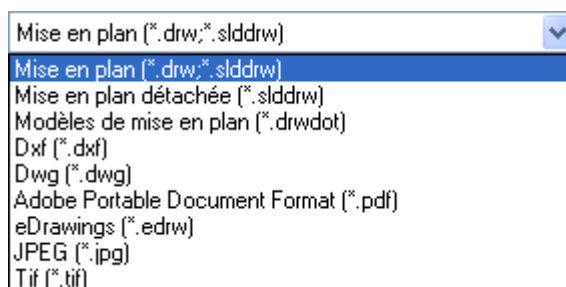 Mise en plan (*.drw;*.slddrw)
Mise en plan (*.drw;*.slddrw)
Mise en plan détachée (*.slddrw)
Modèles de mise en plan (*.drwdot)
Dxf (*.dxf)
Dwg (*.dwg)
Adobe Portable Document Format (*.pdf)
eDrawings (*.edrw)
JPEG (*.jpg)
Tif (*.tif)